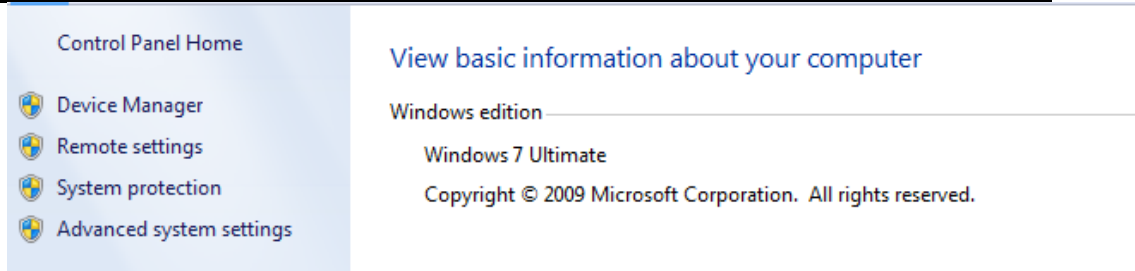 Control Panel Home
Device Manager
Remote settings
System protection
Advanced system settings
View basic information about your computer
Windows edition
Windows 7 Ultimate
Copyright © 2009 Microsoft Corporation.  All rights reserved.